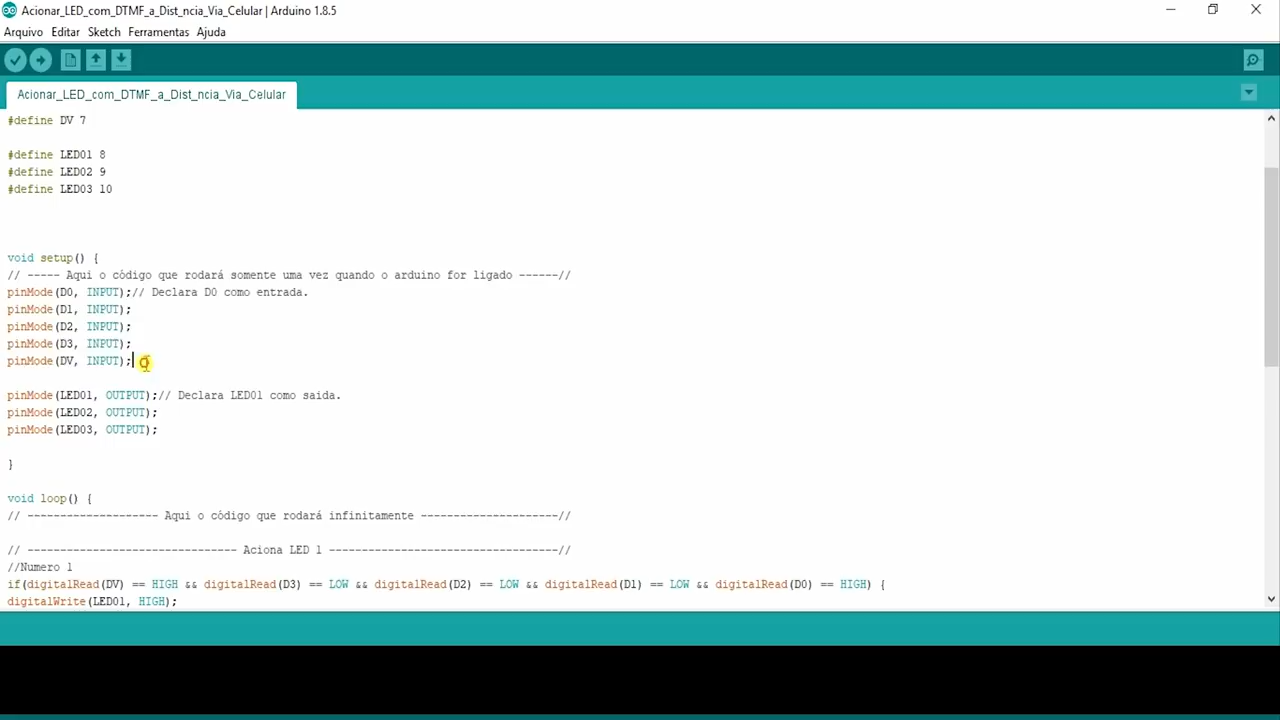 Acionar_LED_com_DTMF_a_Dist_ncia_Via_Celular | Arduino 1.8.5
Arquivo Editar Sketch Ferramentas Ajuda
Acionar_LED_com_DTMF_a_Dist_ncia_Via_Celular
#define DV 7
#define LED01 8
#define LED02 9
#define LED03 10
void setup() {
// ----- Aqui o código que rodará somente uma vez quando o arduino for ligado ------//
pinMode(D0, INPUT);// Declara D0 como entrada.
pinMode(D1, INPUT);
pinMode(D2, INPUT);
pinMode(D3, INPUT);
pinMode(DV, INPUT);
pinMode(LED01, OUTPUT);// Declara LED01 como saida.
pinMode(LED02, OUTPUT);
pinMode(LED03, OUTPUT);
}
void loop() {
// -------------------- Aqui o código que rodará infinitamente ---------------------//
// -------------------------------- Aciona LED 1 -----------------------------------//
//Numero 1
if(digitalRead(DV) == HIGH && digitalRead(D3) == LOW && digitalRead(D2) == LOW && digitalRead(D1) == LOW && digitalRead(D0) == HIGH) {
digitalWrite(LED01, HIGH);